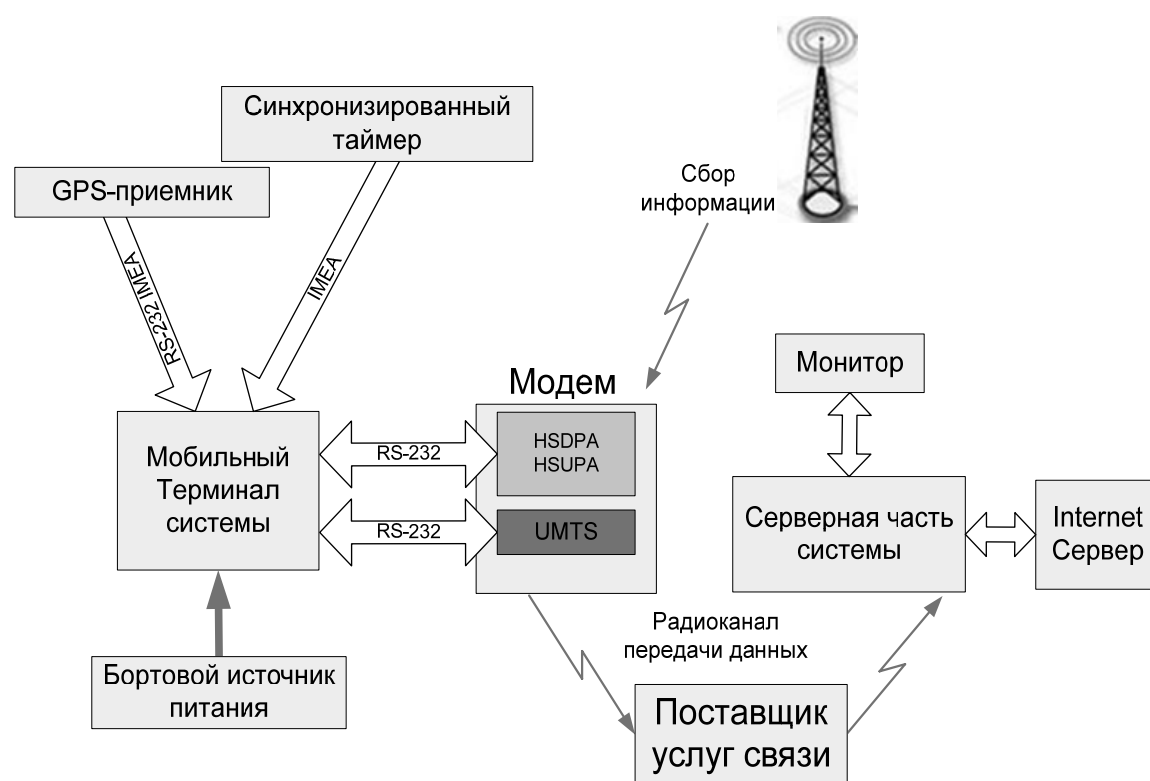 Синхронизированный
таймер
GPS-приемник
Сбор
информации
RS-232 IMEA
IMEA
Монитор
Модем
HSDPA
HSUPA
RS-232
Мобильный
Терминал
системы
UMTS
RS-232
Серверная часть
системы
Internet
Сервер
Радиоканал
передачи данных
Бортовой источник
питания
Поставщик
услуг связи